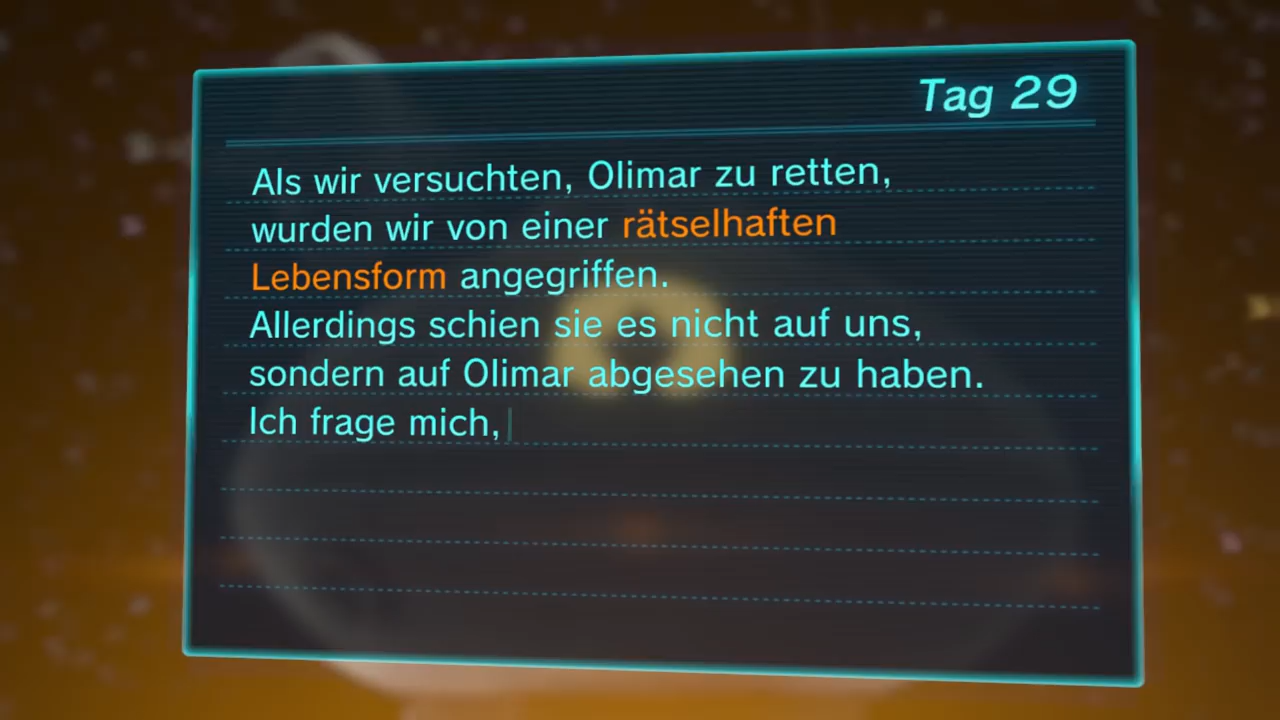 Tag 29
Als wir versuchten, Olimar zu retten,
wurden wir von einer rätselhaften
Lebensform angegriffen.
Allerdings schien sie es nicht auf uns,
sondern auf Olimar abgesehen zu haben.
Ich frage mich,